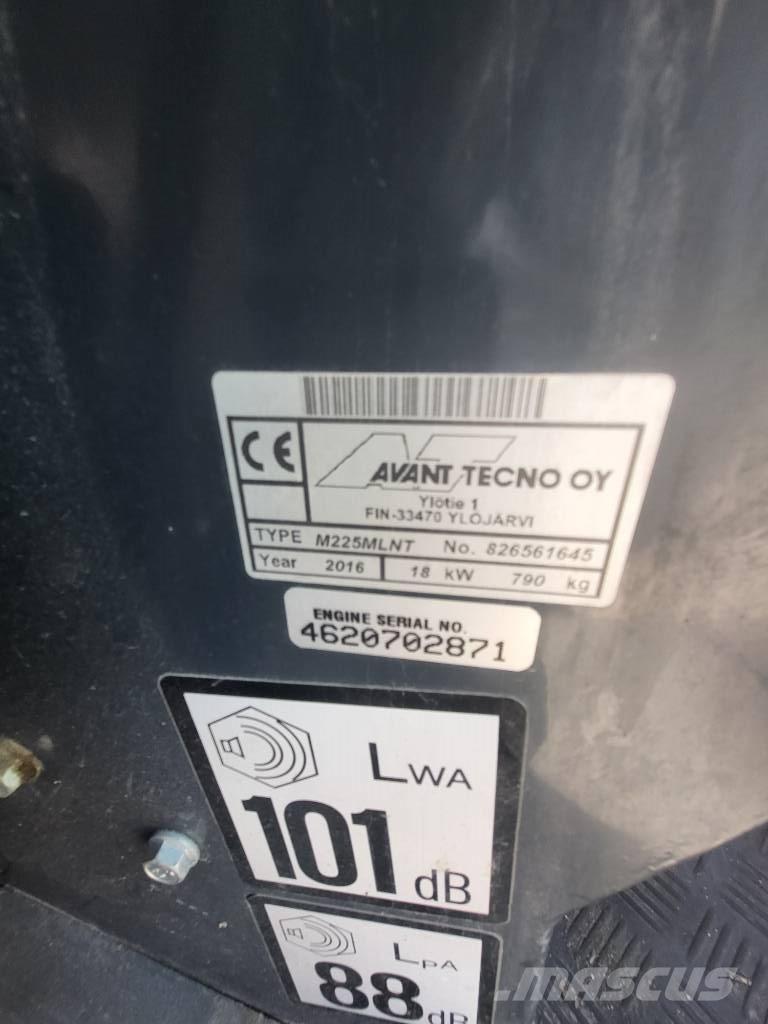 CE
AVANT TECNO OY
Ylötie 1
FIN-33470 YLÖJÄRVI
TYPE M225MLNT No. 826561645
Year 2016 18 kW 790 kg
ENGINE SERIAL NO.
4620702871
LWA
101 dB
LPA
88 dB
MASCUS